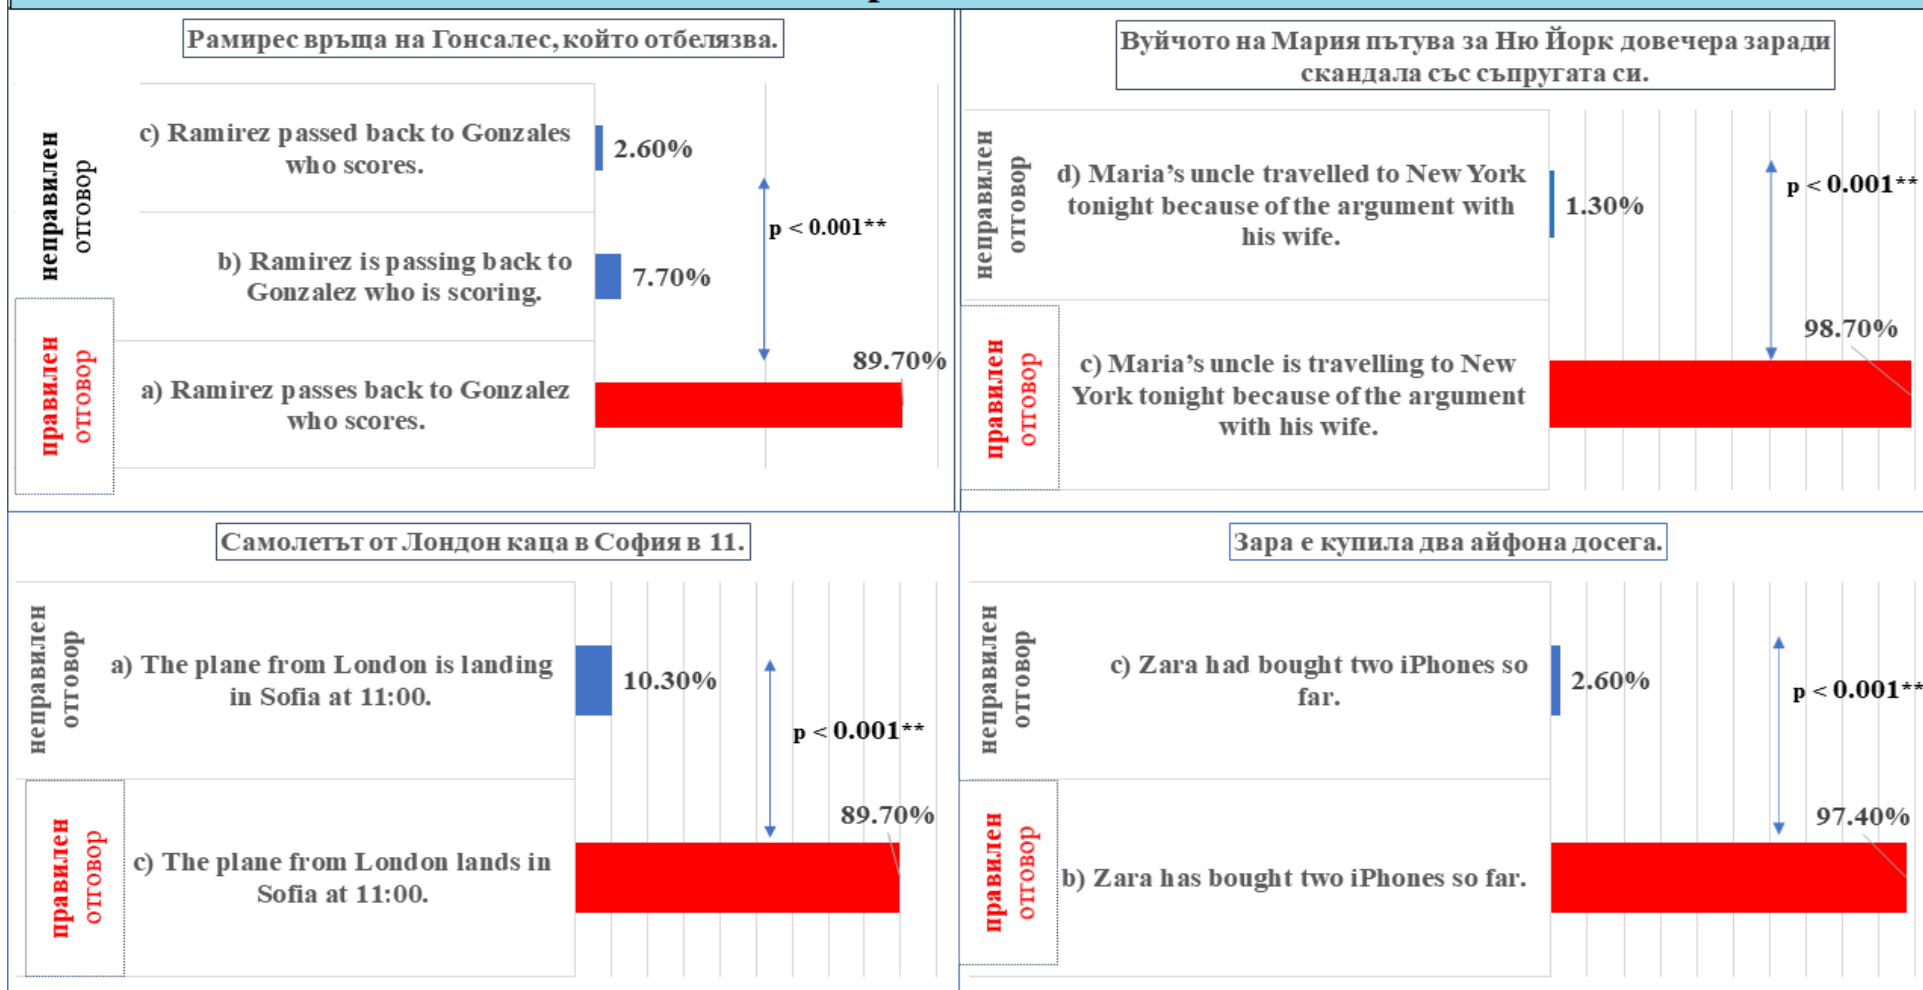 Рамирес връща на Гонсалес, който отбелязва.
неправилен
отговор
c) Ramirez passed back to Gonzales
who scores.
2.60%
b) Ramirez is passing back to
Gonzalez who is scoring.
7.70%
p < 0.001**
правилен
отговор
a) Ramirez passes back to Gonzalez
who scores.
89.70%
Вуйчото на Мария пътува за Ню Йорк довечера заради
скандала със съпругата си.
неправилен
отговор
d) Maria’s uncle travelled to New York
tonight because of the argument with
his wife.
1.30%
p < 0.001**
правилен
отговор
c) Maria’s uncle is travelling to New
York tonight because of the argument
with his wife.
98.70%
Самолетът от Лондон каца в София в 11.
неправилен
отговор
a) The plane from London is landing
in Sofia at 11:00.
10.30%
p < 0.001**
правилен
отговор
c) The plane from London lands in
Sofia at 11:00.
89.70%
Зара е купила два айфона досега.
неправилен
отговор
c) Zara had bought two iPhones so
far.
2.60%
p < 0.001**
правилен
отговор
b) Zara has bought two iPhones so far.
97.40%